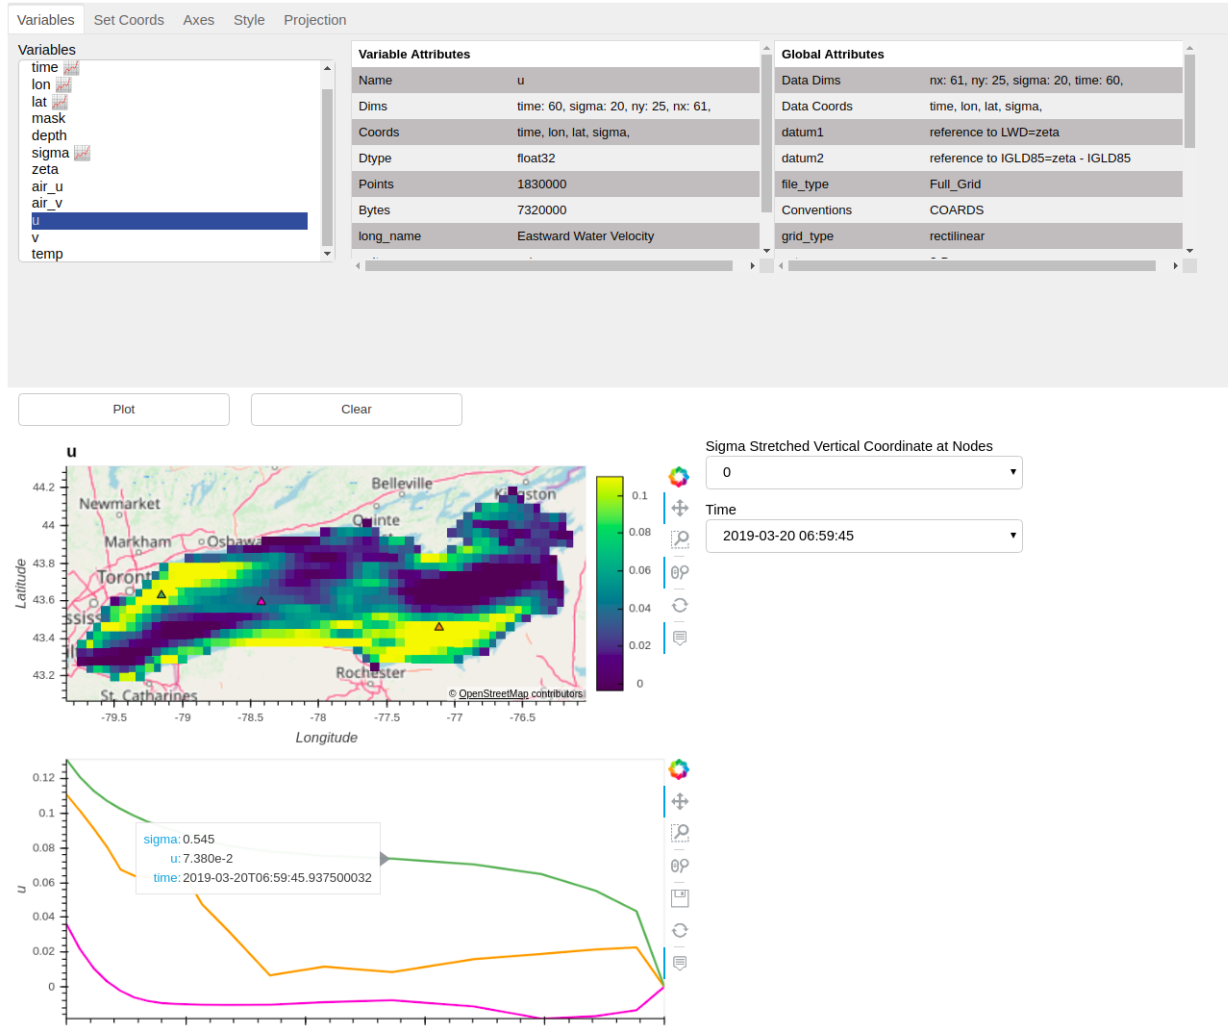 Variables Set Coords Axes Style Projection
Variables
time
lon
lat
mask
depth
sigma
zeta
air_u
air_v
u
v
temp
Variable Attributes
Name u
Dims time: 60, sigma: 20, ny: 25, nx: 61,
Coords time, lon, lat, sigma,
Dtype float32
Points 1830000
Bytes 7320000
long_name Eastward Water Velocity
Global Attributes
Data Dims nx: 61, ny: 25, sigma: 20, time: 60,
Data Coords time, lon, lat, sigma,
datum1 reference to LWD=zeta
datum2 reference to IGLD85=zeta - IGLD85
file_type Full_Grid
Conventions COARDS
grid_type rectilinear
Plot Clear
u
Latitude
44.2
44
43.8
43.6
43.4
43.2
Newmarket
Belleville
Markham
Oshawa
Toront
Rochester
St. Catharines
© OpenStreetMap contributors
-79.5 -79 -78.5 -78 -77.5 -77 -76.5
Longitude
0.1
0.08
0.06
0.04
0.02
0
Sigma Stretched Vertical Coordinate at Nodes
0
Time
2019-03-20 06:59:45
u
0.12
0.1
0.08
0.06
0.04
0.02
0
sigma: 0.545
u: 7.380e-2
time: 2019-03-20T06:59:45.937500032